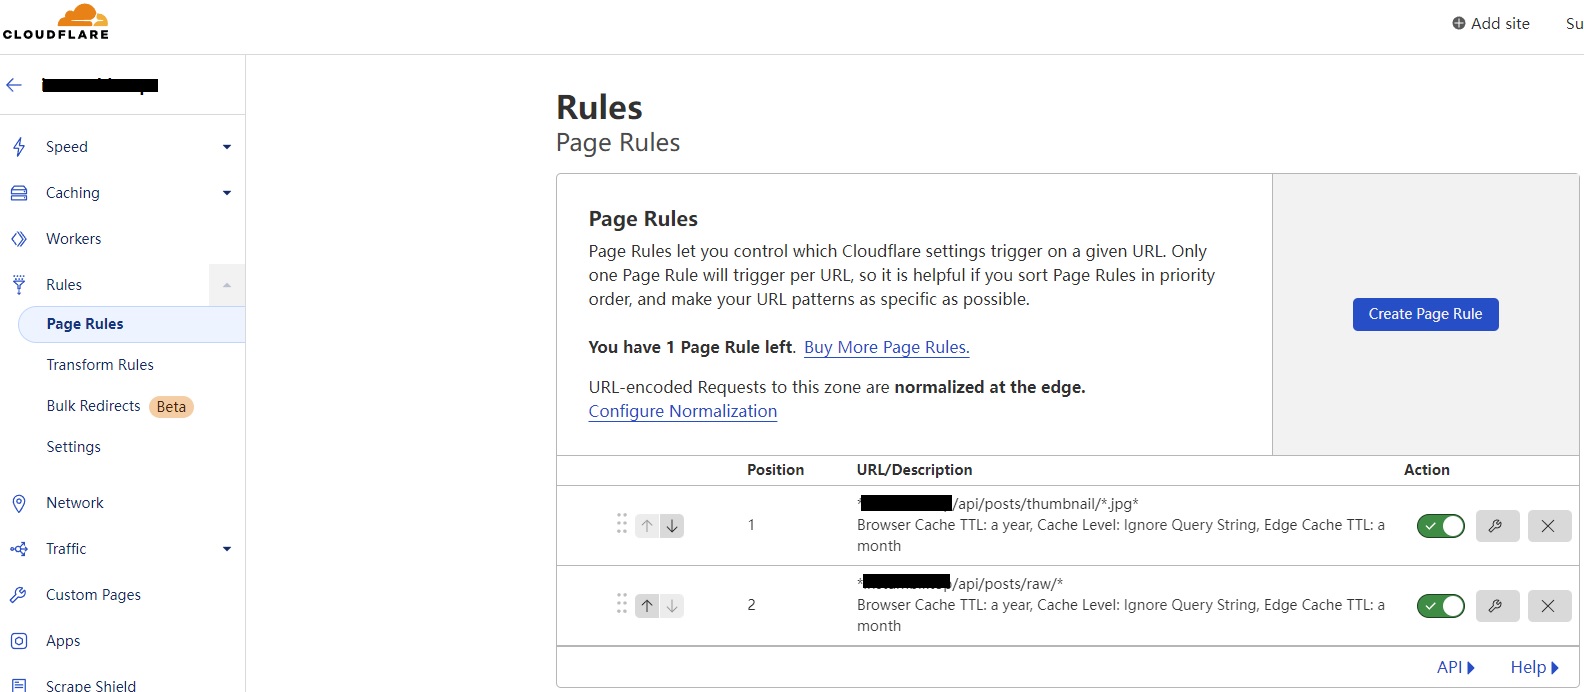 CLOUDFLARE
Add site
Su
Speed
Caching
Workers
Rules
Page Rules
Transform Rules
Bulk Redirects Beta
Settings
Network
Traffic
Custom Pages
Apps
Scrape Shield
Rules
Page Rules
Page Rules
Page Rules let you control which Cloudflare settings trigger on a given URL. Only
one Page Rule will trigger per URL, so it is helpful if you sort Page Rules in priority
order, and make your URL patterns as specific as possible.
You have 1 Page Rule left. Buy More Page Rules.
URL-encoded Requests to this zone are normalized at the edge.
Configure Normalization
Create Page Rule
Position URL/Description Action
*/api/posts/thumbnail/*.jpg*
1 Browser Cache TTL: a year, Cache Level: Ignore Query String, Edge Cache TTL: a
month
*/api/posts/raw/*
2 Browser Cache TTL: a year, Cache Level: Ignore Query String, Edge Cache TTL: a
month
API Help